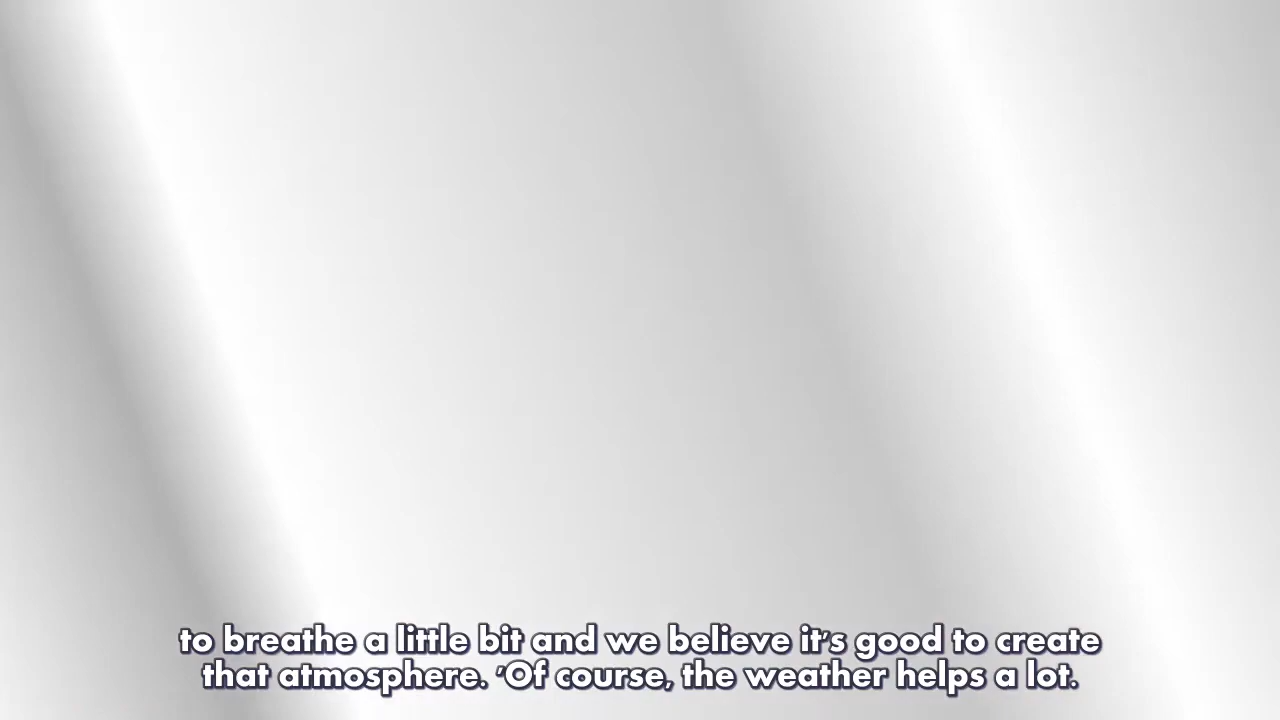 to breathe a little bit and we believe it's good to create
that atmosphere. 'Of course, the weather helps a lot.